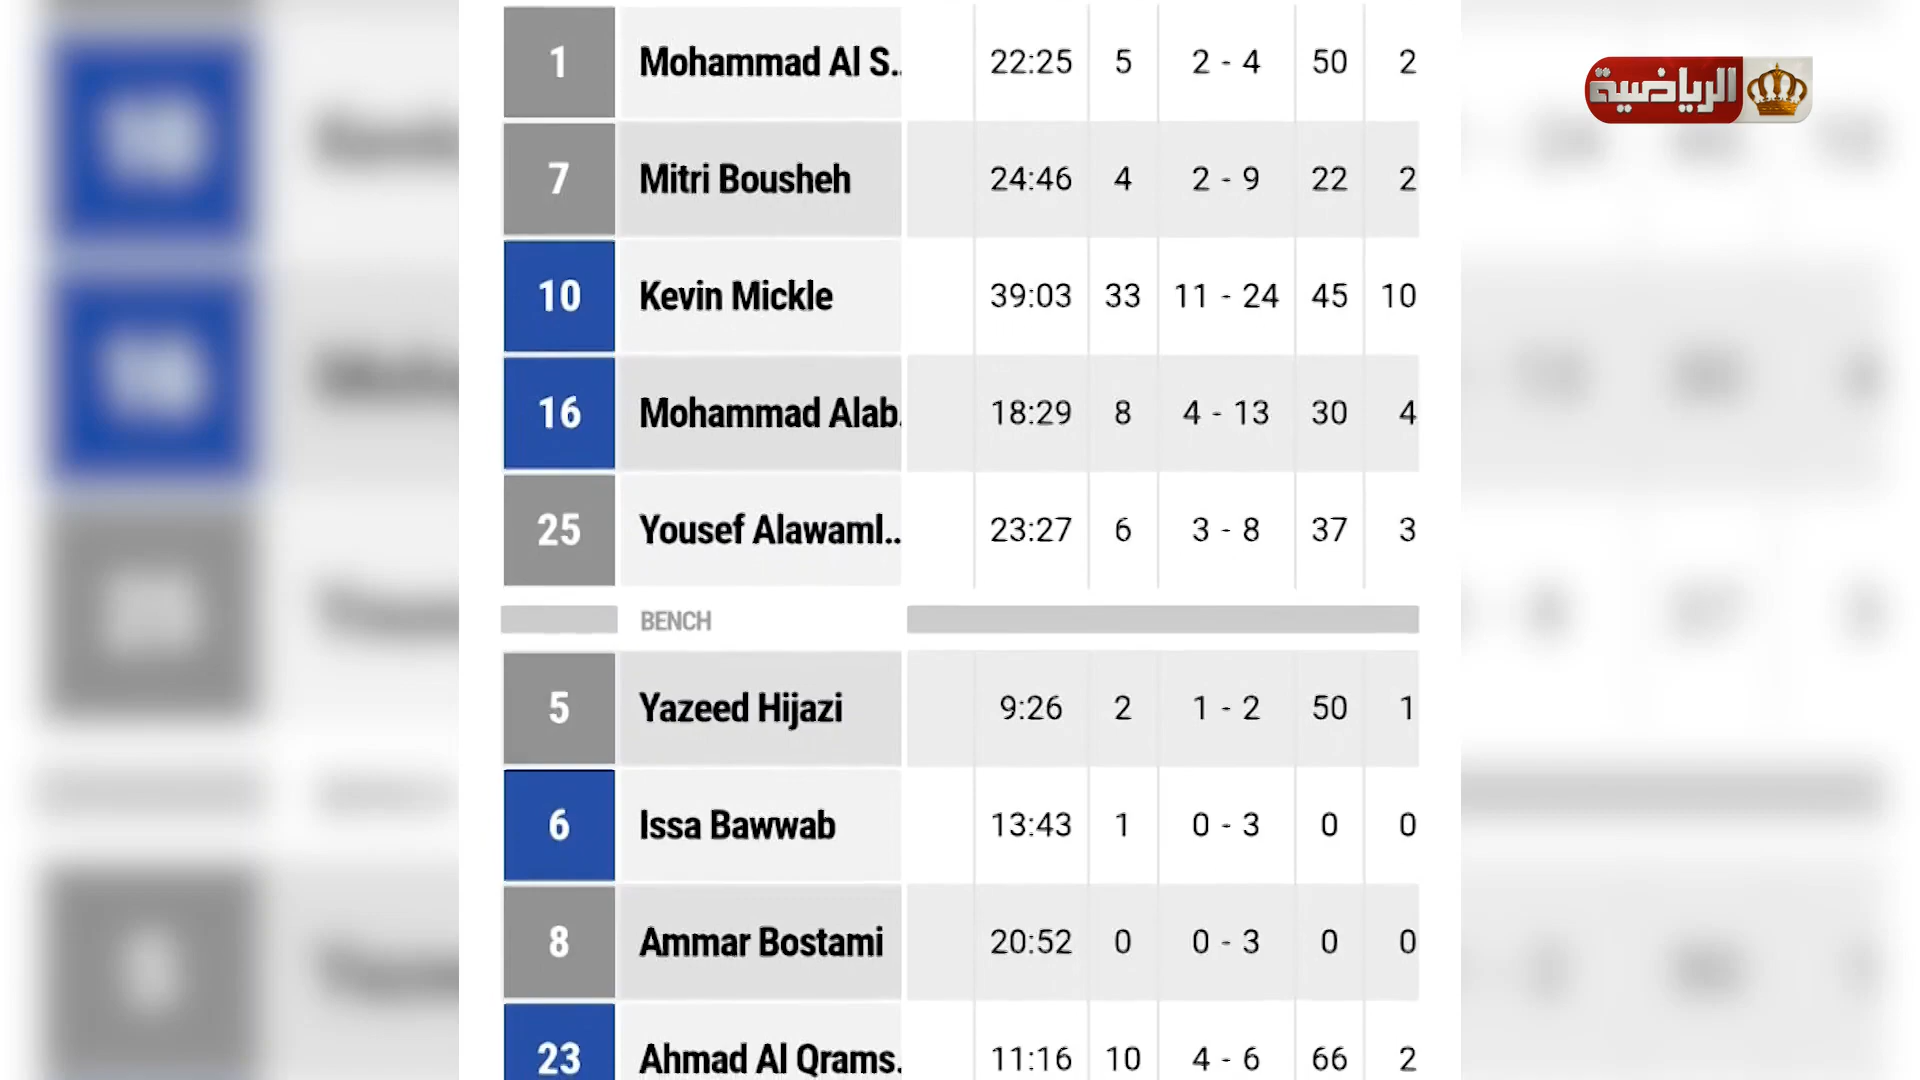 1 Mohammad Al S.. 22:25 5 2 - 4 50 2
الرياضية
7 Mitri Bousheh 24:46 4 2 - 9 22 2
10 Kevin Mickle 39:03 33 11 - 24 45 10
16 Mohammad Alab. 18:29 8 4 - 13 30 4
25 Yousef Alawaml.. 23:27 6 3 - 8 37 3
BENCH
5 Yazeed Hijazi 9:26 2 1 - 2 50 1
6 Issa Bawwab 13:43 1 0 - 3 0 0
8 Ammar Bostami 20:52 0 0 - 3 0 0
23 Ahmad Al Qrams. 11:16 10 4 - 6 66 2